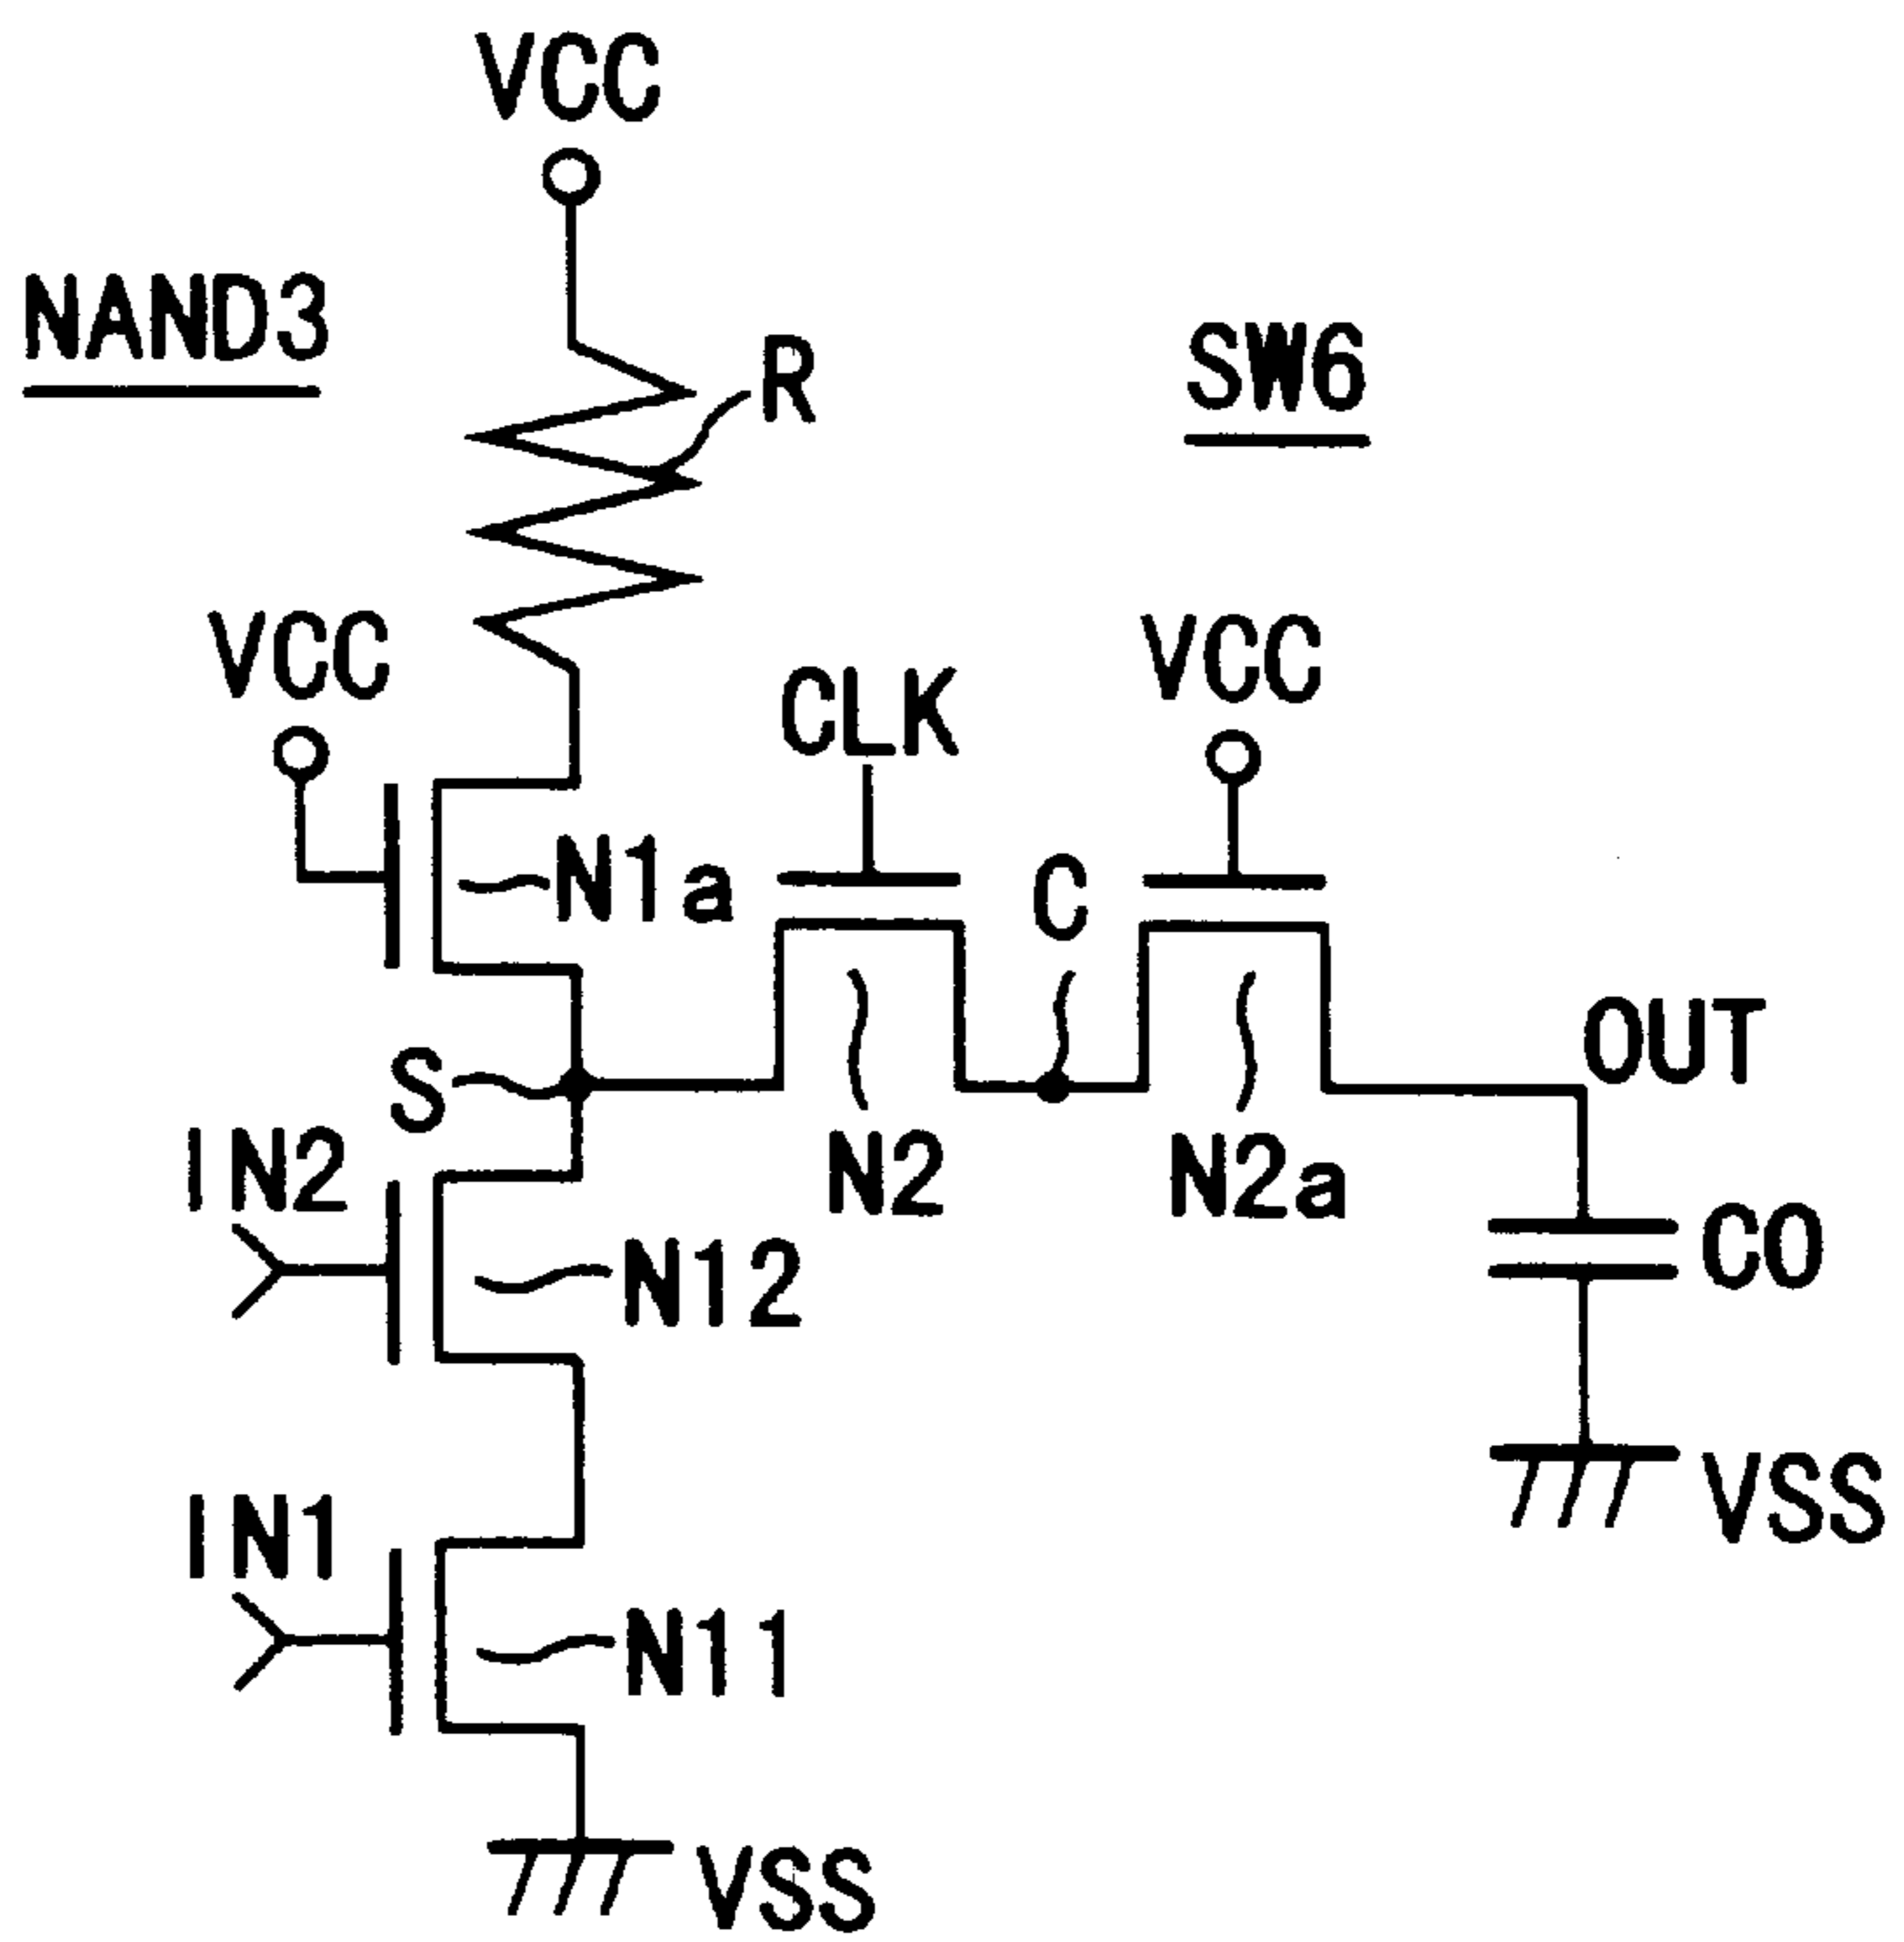 VCC
NAND3
R
SW6
VCC
CLK
VCC
N1a
C
S
OUT
IN2
N2
N2a
N12
CO
IN1
VSS
N11
VSS